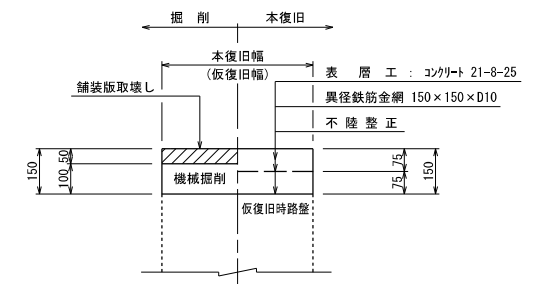 掘 削 本復旧
本復旧幅
(仮復旧幅)
表 層 工 : コンクリート 21-8-25
舗装版取壊し
異径鉄筋金網 150×150×D10
不 陸 整 正
150 50 100 機械掘削 75 75 150
仮復旧時路盤